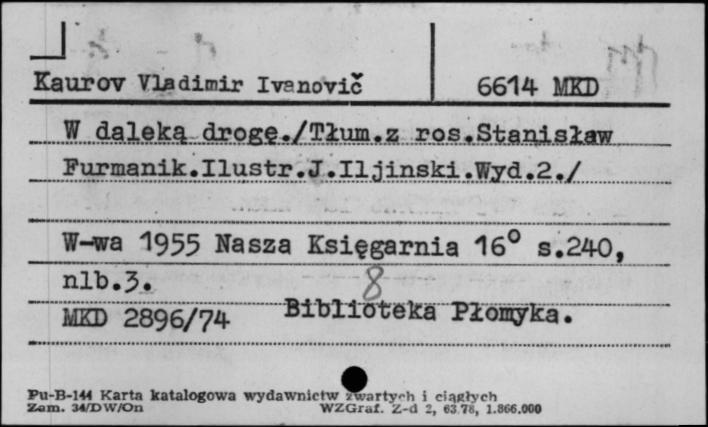 Kaurov Vladimir Ivanovič 6614 MKD
W daleką drogę./Tłum.z ros.Stanisław
Furmanik.Ilustr.J.Iljinski.Wyd.2./
W-wa 1955 Nasza Księgarnia 16° s.240,
nlb.3. 8
MKD 2896/74 Biblioteka Płomyka.
Pu-B-144 Karta katalogowa wydawnictw zwartych i ciągłych
Zam. 34/DW/On WZGraf. Z-d 2, 63.78, 1.866.000